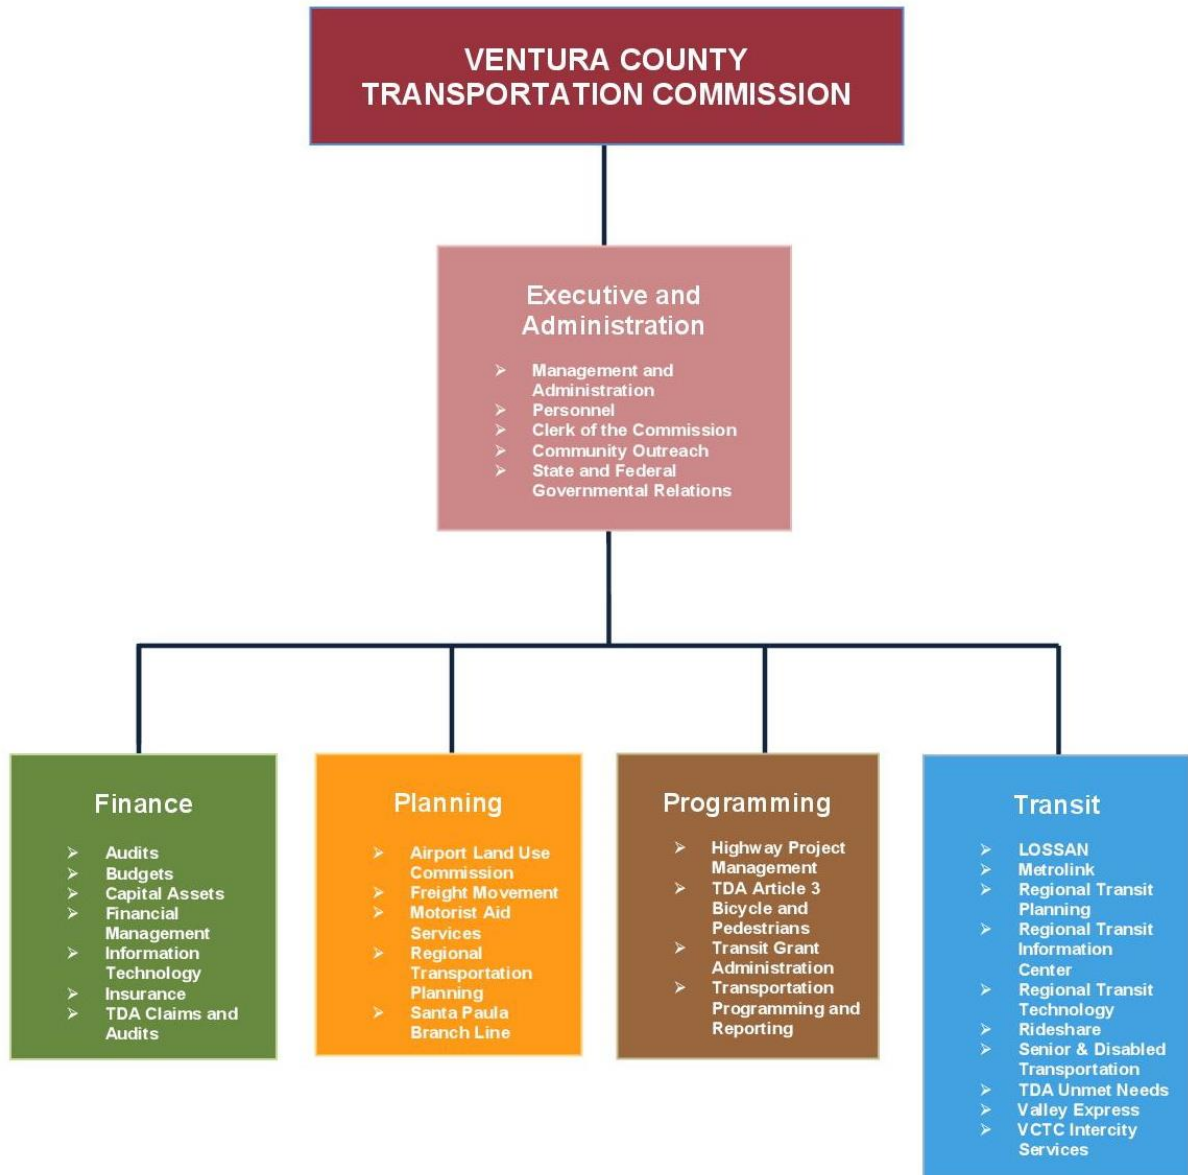 VENTURA COUNTY
TRANSPORTATION COMMISSION
Executive and
Administration
➢ Management and
Administration
➢ Personnel
➢ Clerk of the Commission
➢ Community Outreach
➢ State and Federal
Governmental Relations
Finance
➢ Audits
➢ Budgets
➢ Capital Assets
➢ Financial
Management
➢ Information
Technology
➢ Insurance
➢ TDA Claims and
Audits
Planning
➢ Airport Land Use
Commission
➢ Freight Movement
➢ Motorist Aid
Services
➢ Regional
Transportation
Planning
➢ Santa Paula
Branch Line
Programming
➢ Highway Project
Management
➢ TDA Article 3
Bicycle and
Pedestrians
➢ Transit Grant
Administration
➢ Transportation
Programming and
Reporting
Transit
➢ LOSSAN
➢ Metrolink
➢ Regional Transit
Planning
➢ Regional Transit
Information
Center
➢ Regional Transit
Technology
➢ Rideshare
➢ Senior & Disabled
Transportation
➢ TDA Unmet Needs
➢ Valley Express
➢ VCTC Intercity
Services